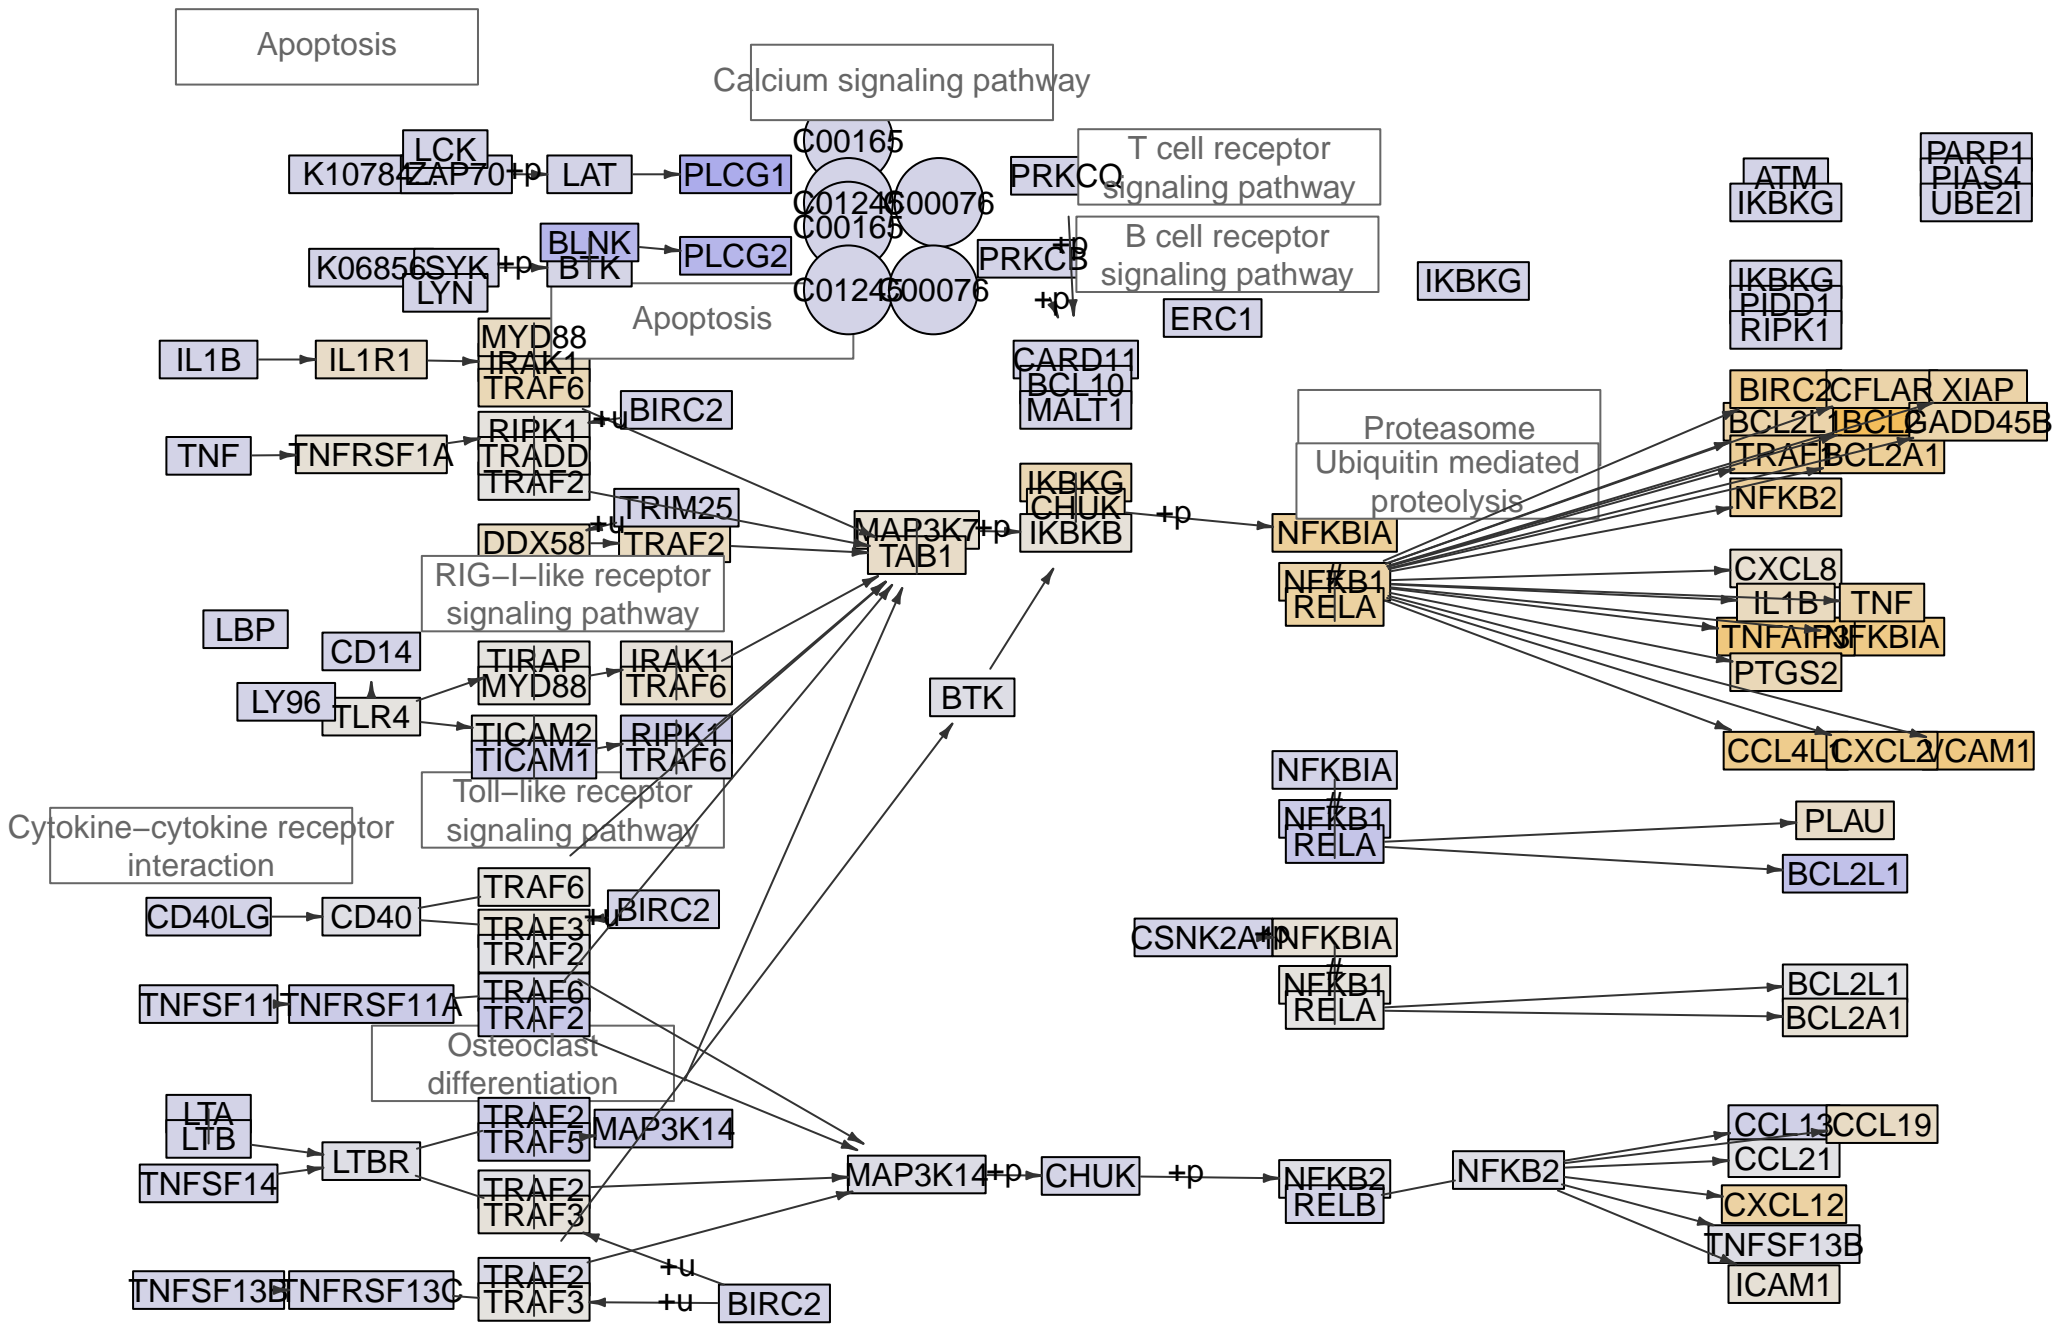 Apoptosis
Calcium signaling pathway
T cell receptor
signaling pathway
B cell receptor
signaling pathway
LCK
ZAP70
+p
LAT
PLCG1
C00165
C01245
C00076
C00165
PRKCQ
ATM
IKBKG
PARP1
PIAS4
UBE2I
K06856
SYK
LYN
+p
BLNK
BTK
PLCG2
C01245
C00076
PRKCB
+p
+p
ERC1
IKBKG
IKBKG
PIDD1
RIPK1
Apoptosis
IL1B
IL1R1
MYD88
IRAK1
TRAF6
CARD11
BCL10
MALT1
TNF
TNFRSF1A
RIPK1
TRADD
TRAF2
+u
BIRC2
TRIM25
+u
DDX58
TRAF2
RIG−I−like receptor
signaling pathway
MAP3K7
TAB1
+p
IKBKG
CHUK
IKBKB
+p
Proteasome
Ubiquitin mediated
proteolysis
NFKBIA
NFKB1
RELA
BIRC2
CFLAR
XIAP
BCL2L1
BCL2
GADD45B
TRAF1
BCL2A1
NFKB2
CXCL8
IL1B
TNF
TNFAIP3
NFKBIA
PTGS2
CCL4L1
CXCL2
VCAM1
LBP
CD14
LY96
TLR4
TIRAP
MYD88
IRAK1
TRAF6
TICAM2
TICAM1
RIPK1
TRAF6
BTK
Toll−like receptor
signaling pathway
Cytokine−cytokine receptor
interaction
NFKBIA
NFKB1
RELA
PLAU
BCL2L1
CD40LG
CD40
TRAF6
TRAF3
TRAF2
+u
BIRC2
+p
NFKBIA
NFKB1
RELA
BCL2L1
BCL2A1
TNFSF11
TNFRSF11A
TRAF6
TRAF2
Osteoclast
differentiation
LTA
LTB
TNFSF14
LTBR
TRAF2
TRAF5
MAP3K14
TRAF2
TRAF3
MAP3K14
+p
CHUK
+p
NFKB2
RELB
NFKB2
CCL13
CCL19
CCL21
CXCL12
TNFSF13B
ICAM1
TNFSF13B
TNFRSF13C
TRAF2
TRAF3
+u
+u
BIRC2